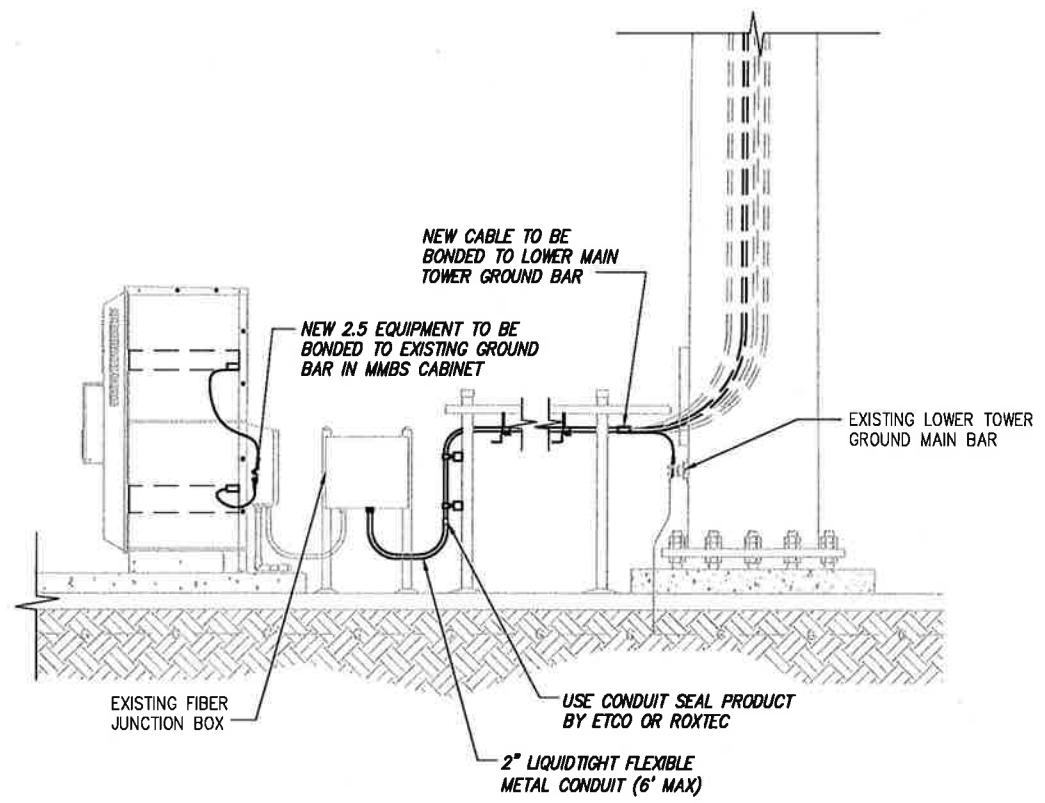 NEW CABLE TO BE
BONDED TO LOWER MAIN
TOWER GROUND BAR
NEW 2.5 EQUIPMENT TO BE
BONDED TO EXISTING GROUND
BAR IN MMBS CABINET
EXISTING LOWER TOWER
GROUND MAIN BAR
EXISTING FIBER
JUNCTION BOX
USE CONDUIT SEAL PRODUCT
BY ETCO OR ROXTEC
2" LIQUIDTIGHT FLEXIBLE
METAL CONDUIT (6' MAX)